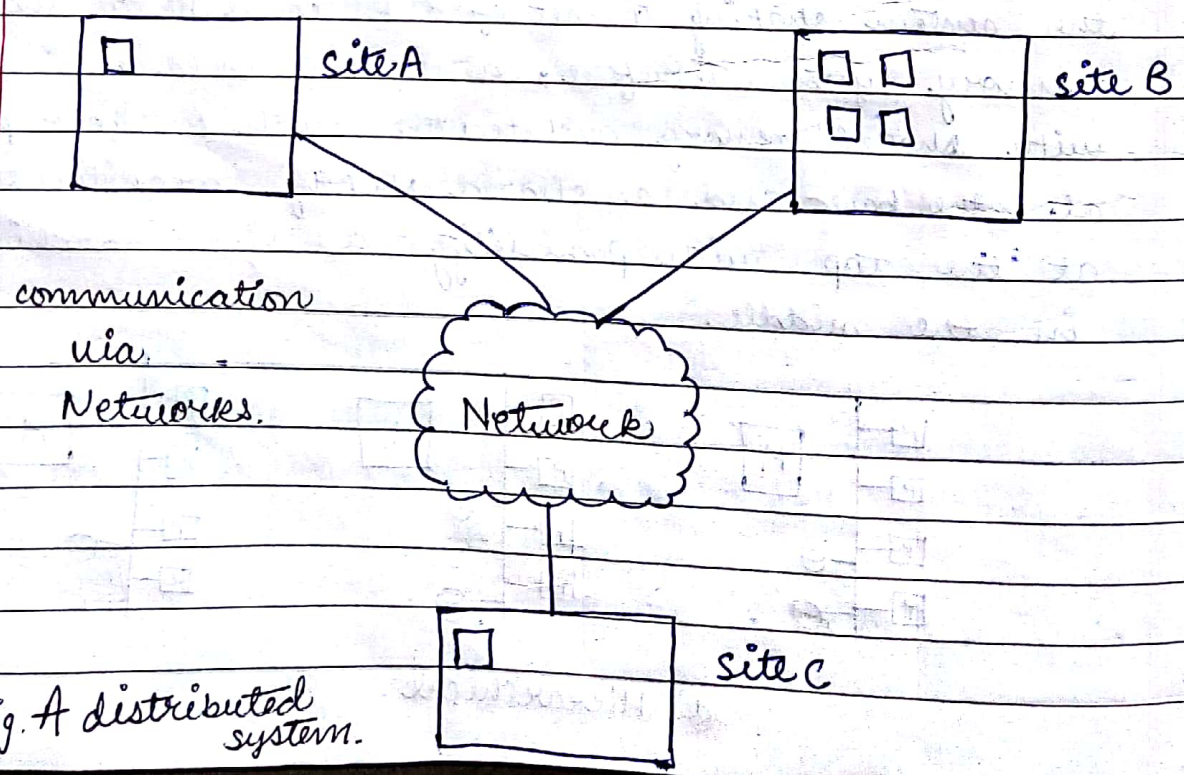 site A
site B
communication
via
Networks.
Network
site C
g. A distributed
system.